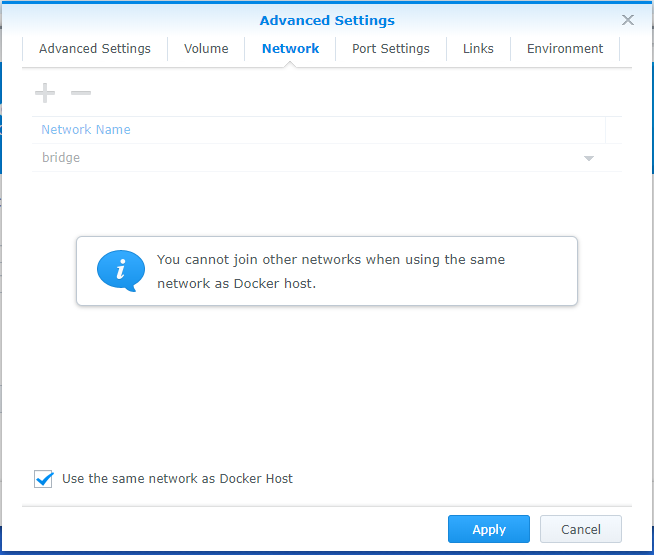 Advanced Settings
Advanced Settings Volume Network Port Settings Links Environment
Network Name
bridge
You cannot join other networks when using the same
network as Docker host.
Use the same network as Docker Host
Apply Cancel